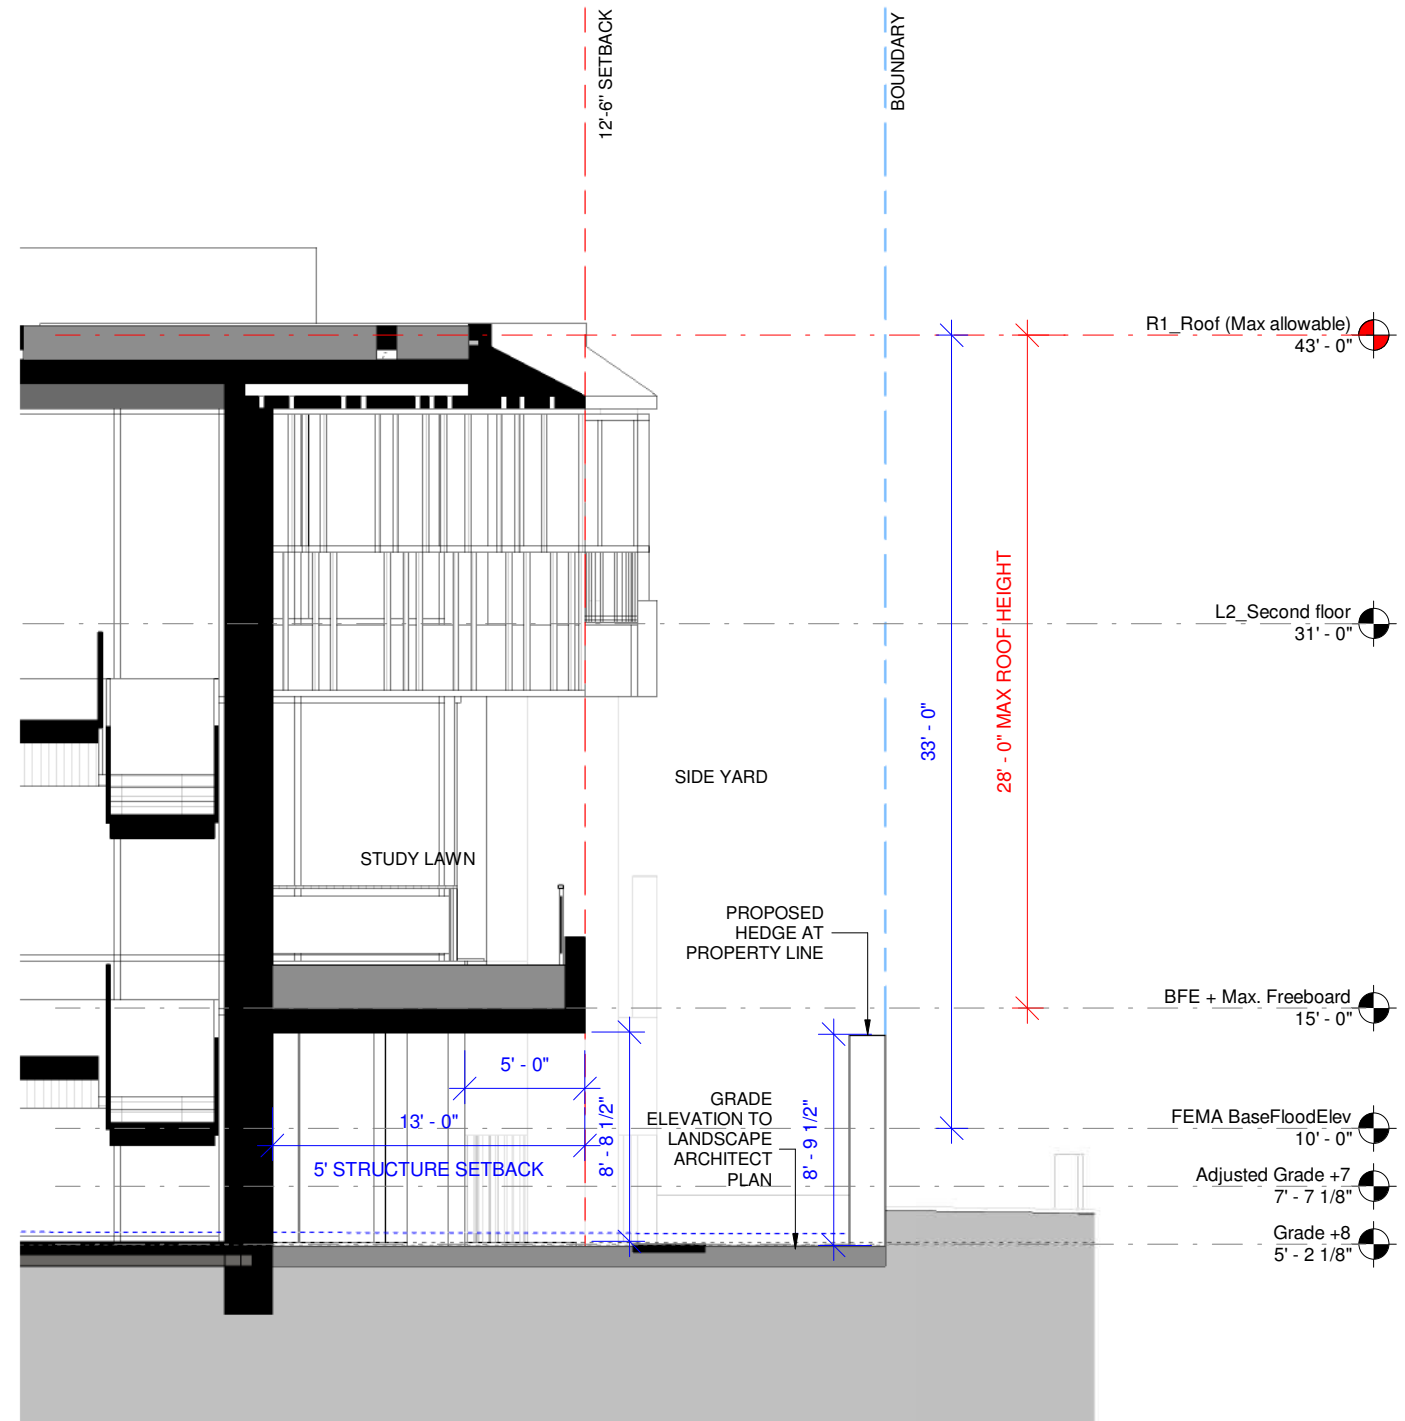 12'-6" SETBACK
BOUNDARY
R1_Roof (Max allowable)
43' - 0"
L2_Second floor
31' - 0"
28' - 0" MAX ROOF HEIGHT
33' - 0"
SIDE YARD
STUDY LAWN
PROPOSED
HEDGE AT
PROPERTY LINE
BFE + Max. Freeboard
15' - 0"
5' - 0"
13' - 0"
5' STRUCTURE SETBACK
8' - 8 1/2"
GRADE
ELEVATION TO
LANDSCAPE
ARCHITECT
PLAN
8' - 9 1/2"
FEMA BaseFloodElev
10' - 0"
Adjusted Grade +7
7' - 7 1/8"
Grade +8
5' - 2 1/8"